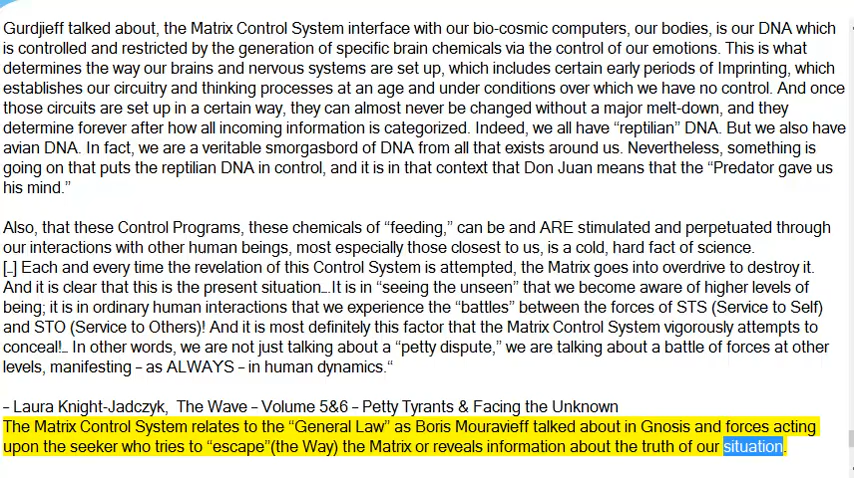 Gurdjieff talked about, the Matrix Control System interface with our bio-cosmic computers, our bodies, is our DNA which
is controlled and restricted by the generation of specific brain chemicals via the control of our emotions. This is what
determines the way our brains and nervous systems are set up, which includes certain early periods of Imprinting, which
establishes our circuitry and thinking processes at an age and under conditions over which we have no control. And once
those circuits are set up in a certain way, they can almost never be changed without a major melt-down, and they
determine forever after how all incoming information is categorized. Indeed, we all have “reptilian” DNA. But we also have
avian DNA. In fact, we are a veritable smorgasbord of DNA from all that exists around us. Nevertheless, something is
going on that puts the reptilian DNA in control, and it is in that context that Don Juan means that the “Predator gave us
his mind.”
Also, that these Control Programs, these chemicals of “feeding,” can be and ARE stimulated and perpetuated through
our interactions with other human beings, most especially those closest to us, is a cold, hard fact of science.
[…] Each and every time the revelation of this Control System is attempted, the Matrix goes into overdrive to destroy it.
And it is clear that this is the present situation….It is in “seeing the unseen” that we become aware of higher levels of
being; it is in ordinary human interactions that we experience the “battles” between the forces of STS (Service to Self)
and STO (Service to Others)! And it is most definitely this factor that the Matrix Control System vigorously attempts to
conceal!… In other words, we are not just talking about a “petty dispute,” we are talking about a battle of forces at other
levels, manifesting – as ALWAYS – in human dynamics.“
– Laura Knight-Jadczyk,  The Wave – Volume 5&6 – Petty Tyrants & Facing the Unknown
The Matrix Control System relates to the “General Law” as Boris Mouravieff talked about in Gnosis and forces acting
upon the seeker who tries to “escape”(the Way) the Matrix or reveals information about the truth of our situation.